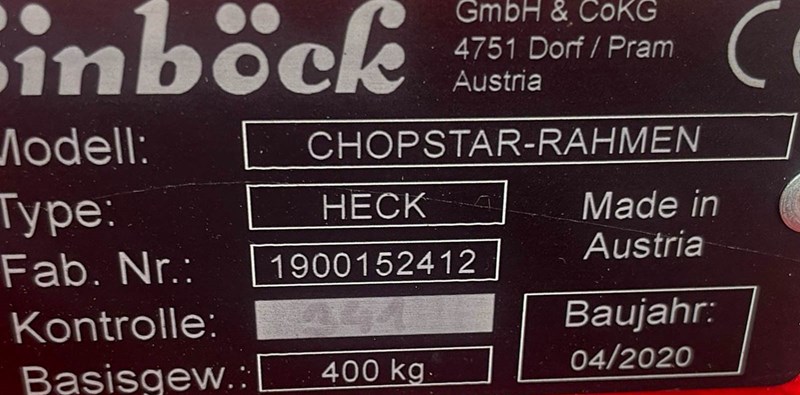 inböck
GmbH & CoKG
4751 Dorf / Pram
Austria
Modell: CHOPSTAR-RAHMEN
Type: HECK
Made in
Austria
Fab. Nr.: 1900152412
Kontrolle:
Baujahr:
04/2020
Basisgew.: 400 kg